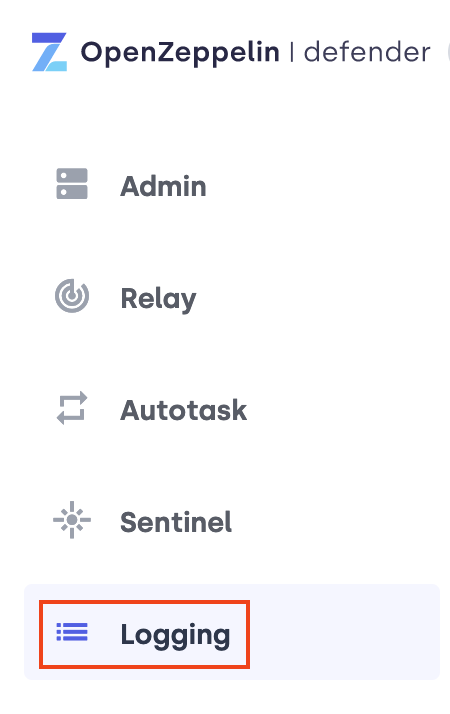 OpenZeppelin | defender
Admin
Relay
Autotask
Sentinel
Logging